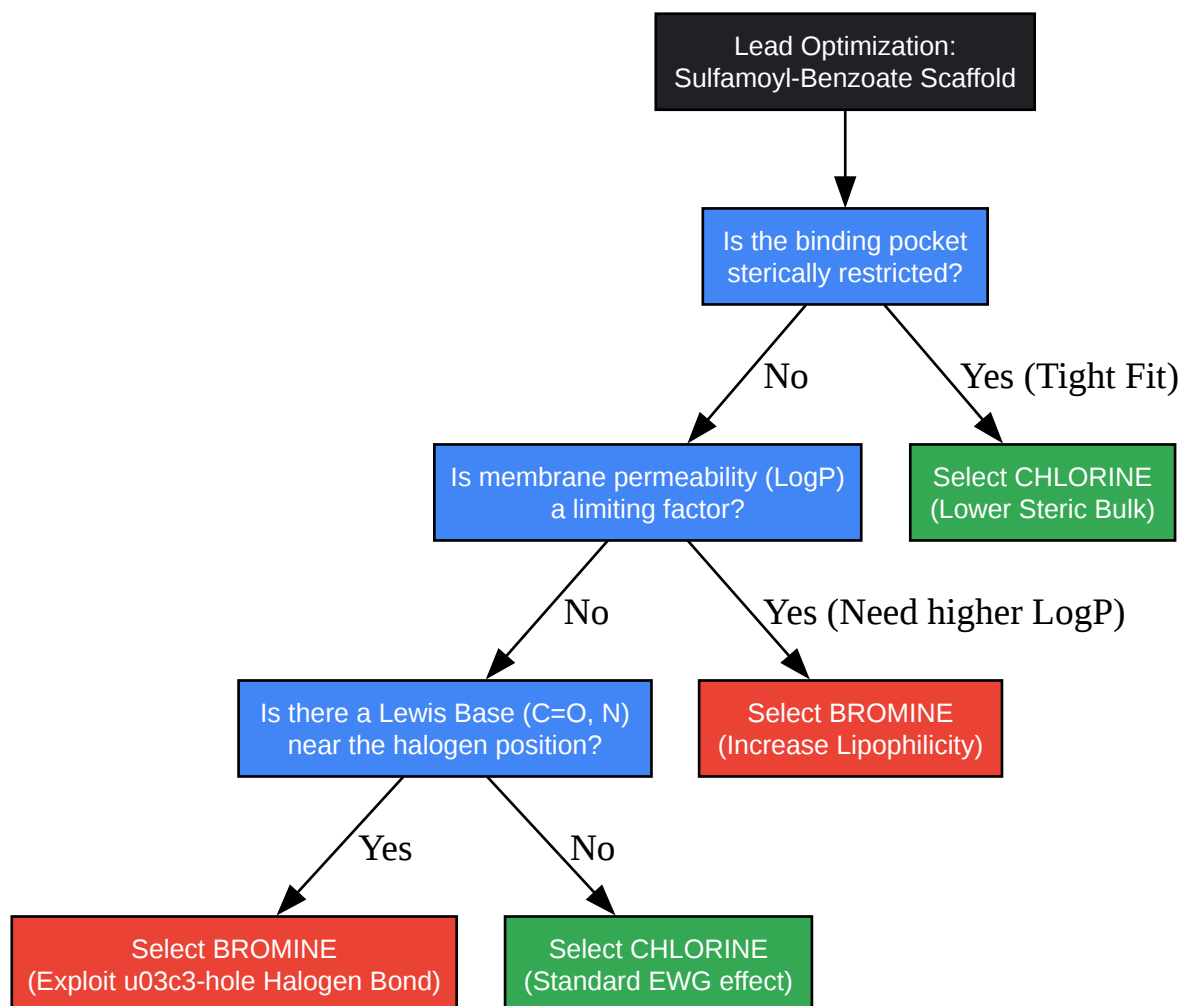 Lead Optimization:
Sulfamoyl-Benzoate Scaffold
Is the binding pocket
sterically restricted?
No
Yes (Tight Fit)
Is membrane permeability (LogP)
a limiting factor?
Select CHLORINE
(Lower Steric Bulk)
No
Yes (Need higher LogP)
Is there a Lewis Base (C=O, N)
near the halogen position?
Select BROMINE
(Increase Lipophilicity)
Yes
No
Select BROMINE
(Exploit u03c3-hole Halogen Bond)
Select CHLORINE
(Standard EWG effect)